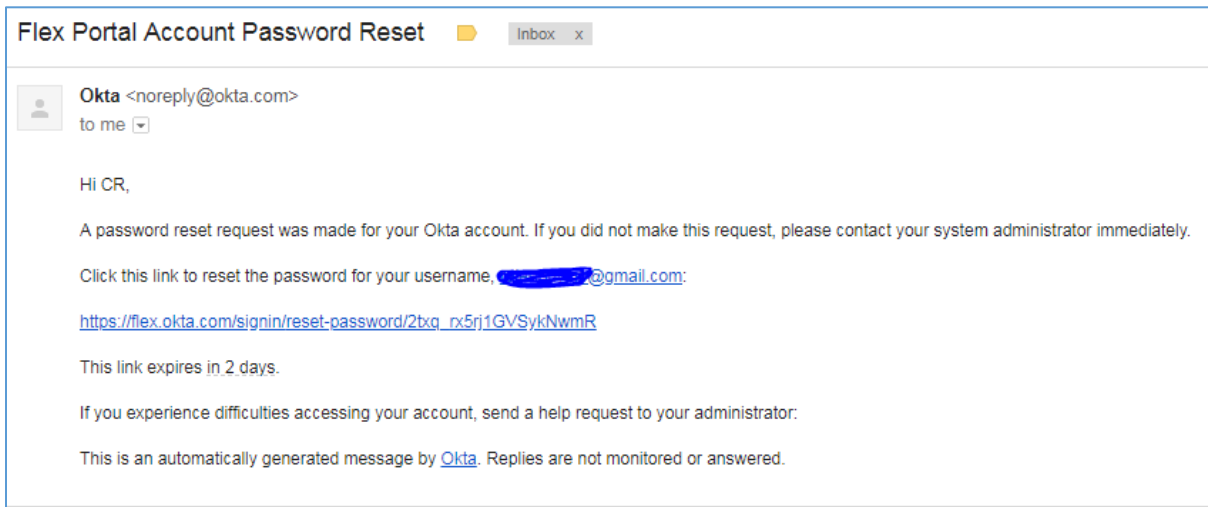 Flex Portal Account Password Reset Inbox x
Okta <noreply@okta.com>
to me
Hi CR,
A password reset request was made for your Okta account. If you did not make this request, please contact your system administrator immediately.
Click this link to reset the password for your username, @gmail.com:
https://flex.okta.com/signin/reset-password/2txq_rx5rj1GVSykNwmR
This link expires in 2 days.
If you experience difficulties accessing your account, send a help request to your administrator:
This is an automatically generated message by Okta. Replies are not monitored or answered.